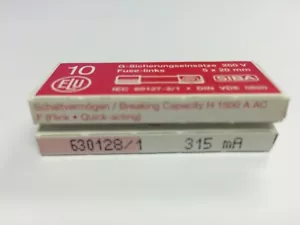 10
ELU
G-Sicherungseinsätze 250 V
Fuse-links 5 x 20 mm
SIBA
IEC 60127-2/1 • DIN VDE 0820
Schaltvermögen / Breaking Capacity H 1500 A AC
F (Flink • Quick-acting)
630128/1 315 mA